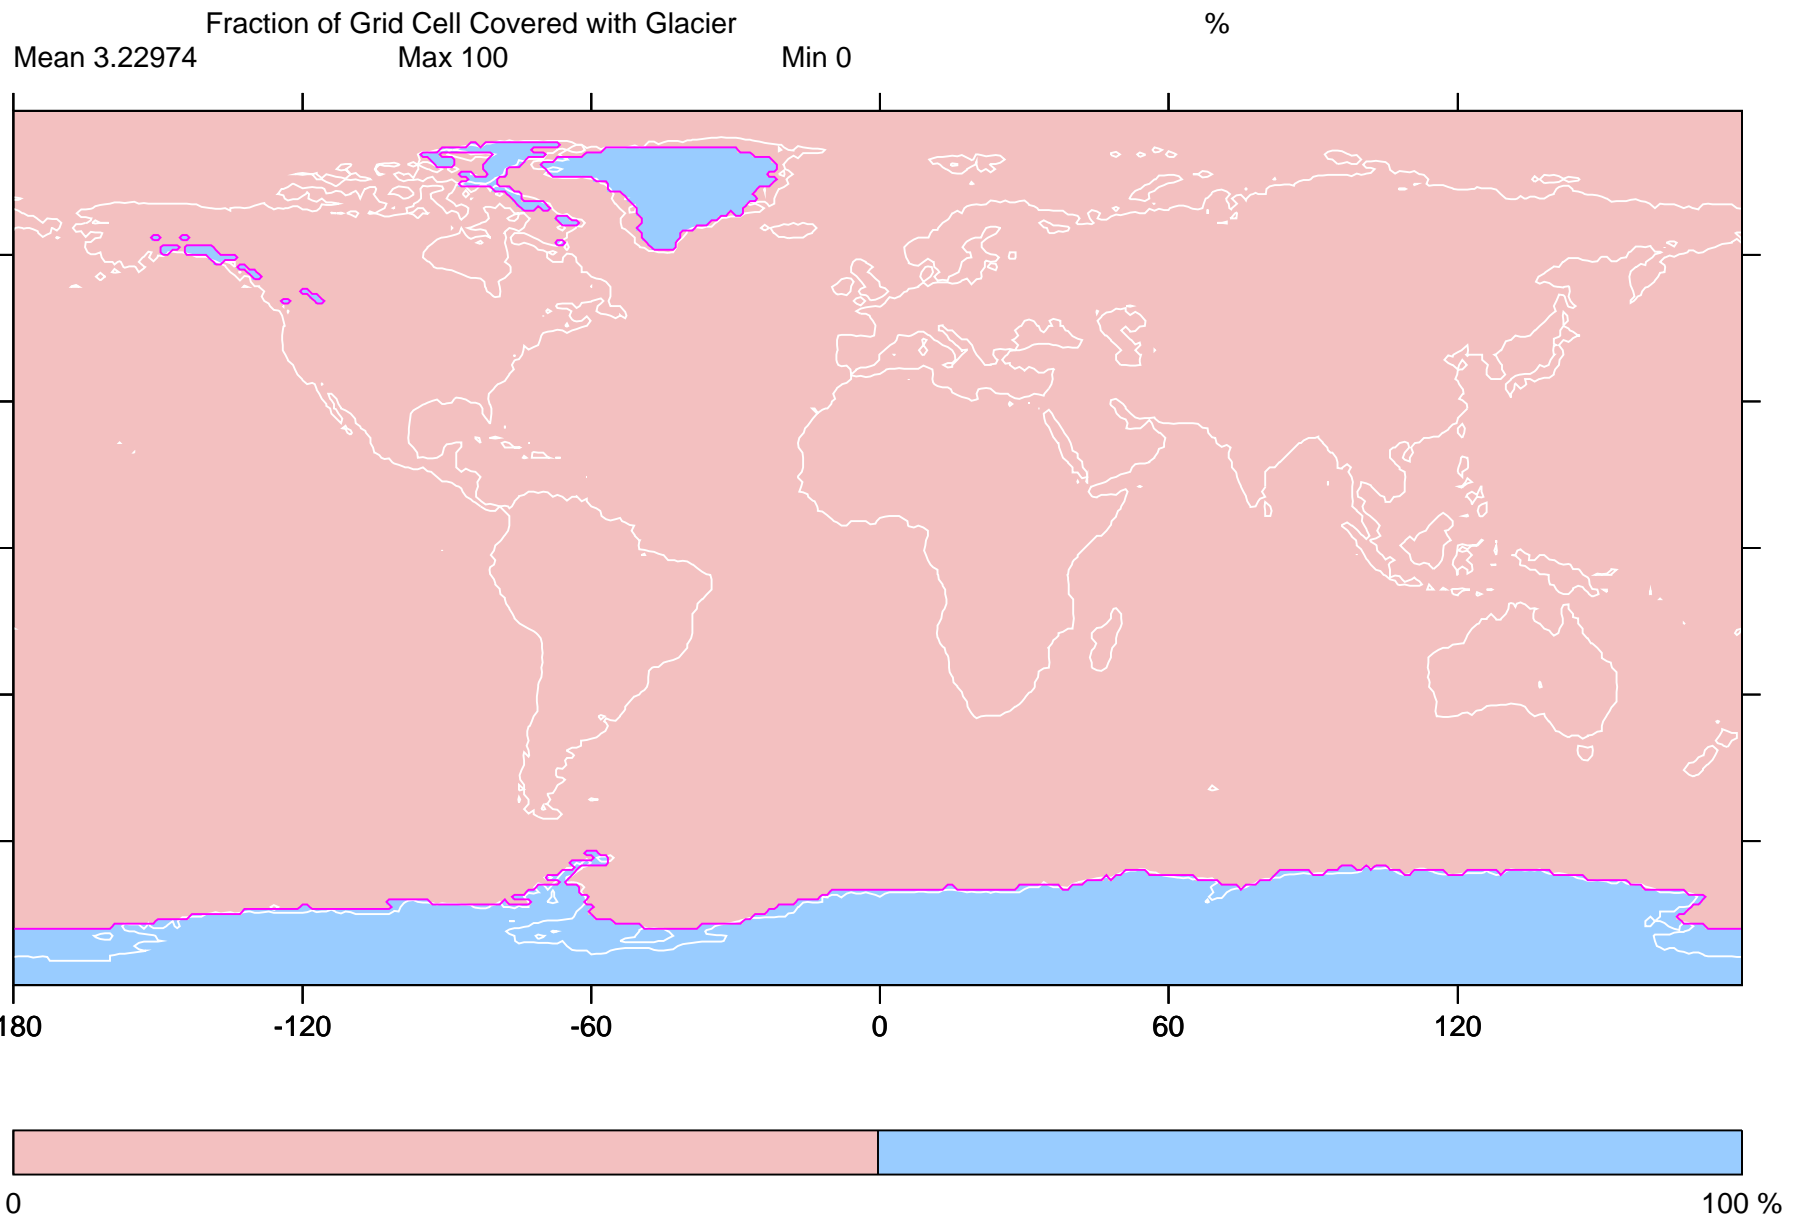 Fraction of Grid Cell Covered with Glacier %
Mean 3.22974 Max 100 Min 0
180 -120 -60 0 60 120
0 100 %